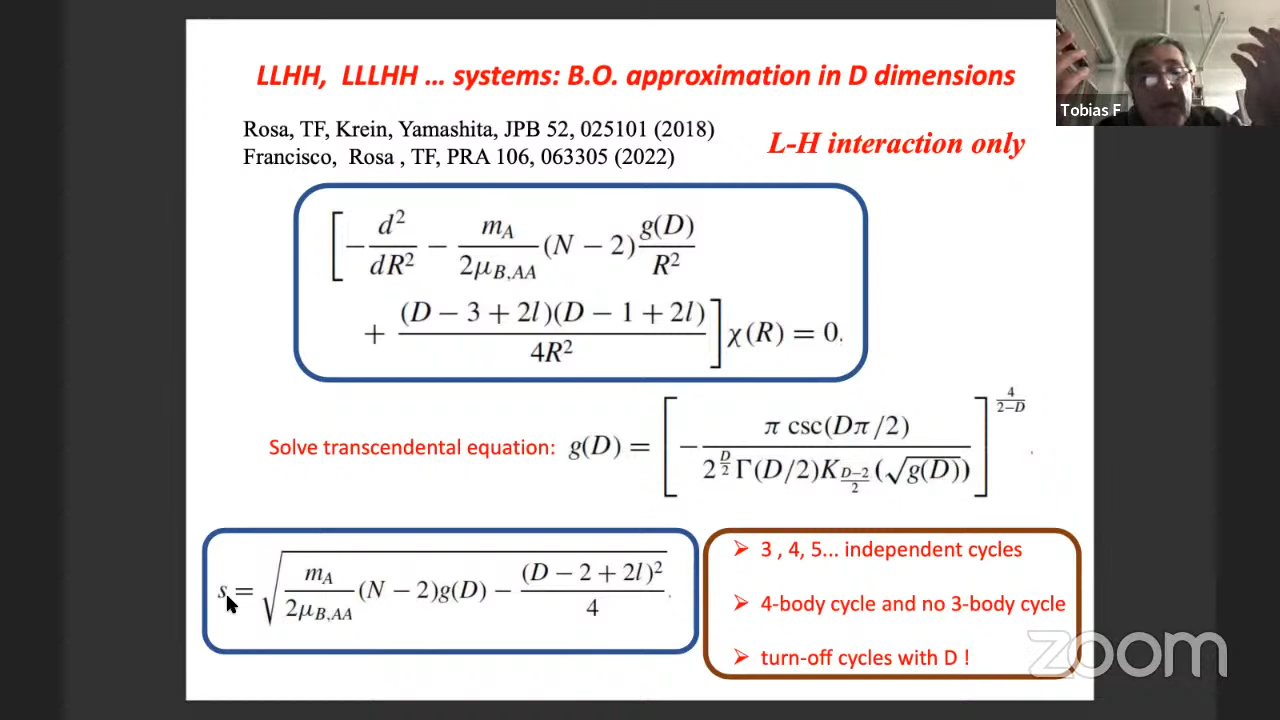 LLHH, LLLHH ... systems: B.O. approximation in D dimensions
Tobias F
Rosa, TF, Krein, Yamashita, JPB 52, 025101 (2018)
Francisco, Rosa , TF, PRA 106, 063305 (2022)
L-H interaction only
[ -d²/dR² - m_A/2μ_{B,AA} (N − 2) g(D)/R²
+ (D − 3 + 2l)(D − 1 + 2l)/4R² ] χ(R) = 0.
Solve transcendental equation: g(D) = [ - π csc(Dπ/2) / 2^{D/2} Γ(D/2) K_{(D−2)/2} (√g(D)) ]^{4/(2−D)} .
s = √( m_A/2μ_{B,AA} (N − 2)g(D) − (D − 2 + 2l)²/4 ) .
➢ 3 , 4, 5... independent cycles
➢ 4-body cycle and no 3-body cycle
➢ turn-off cycles with D !
zoom